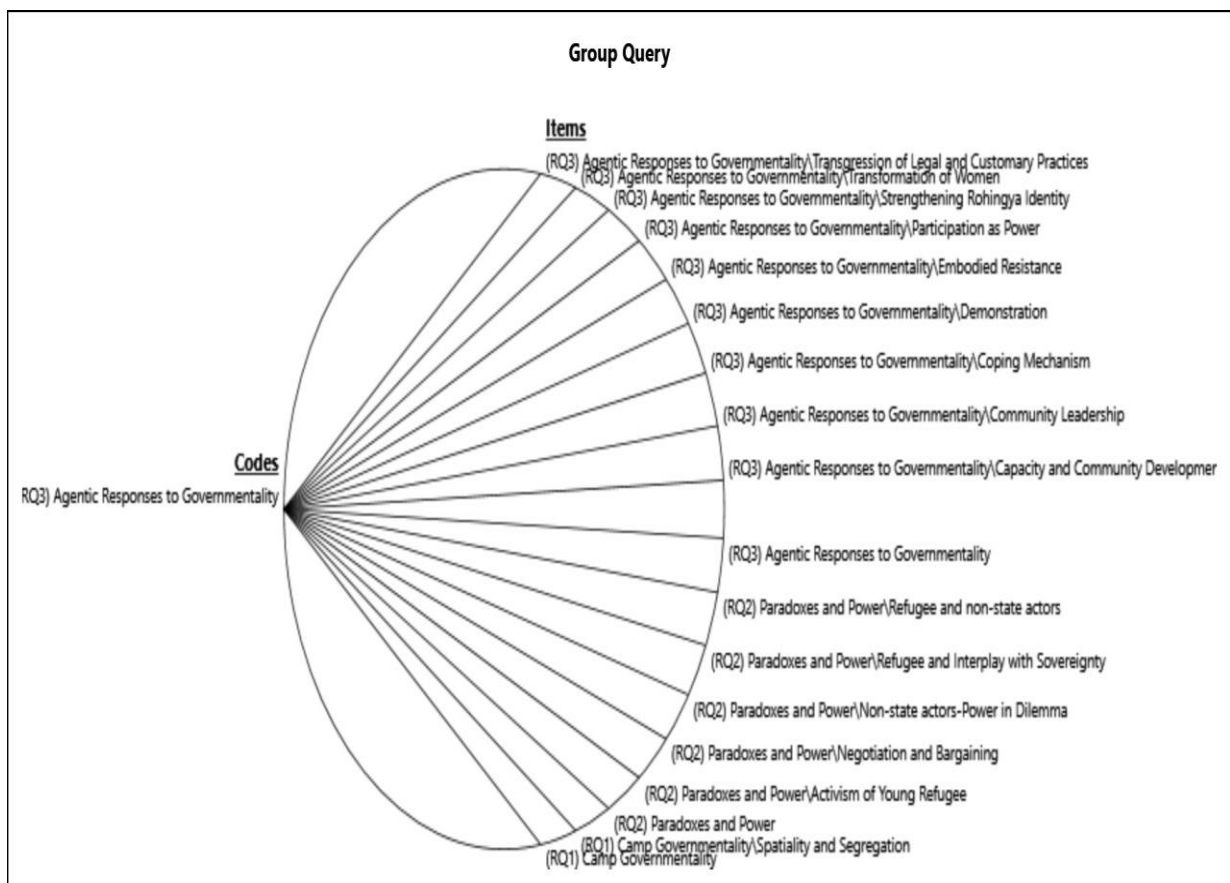 Group Query
Items
(RQ3) Agentic Responses to Governmentality\Transgression of Legal and Customary Practices
(RQ3) Agentic Responses to Governmentality\Transformation of Women
(RQ3) Agentic Responses to Governmentality\Strengthening Rohingya Identity
(RQ3) Agentic Responses to Governmentality\Participation as Power
(RQ3) Agentic Responses to Governmentality\Embodied Resistance
(RQ3) Agentic Responses to Governmentality\Demonstration
(RQ3) Agentic Responses to Governmentality\Coping Mechanism
(RQ3) Agentic Responses to Governmentality\Community Leadership
Codes
(RQ3) Agentic Responses to Governmentality\Capacity and Community Developmer
RQ3) Agentic Responses to Governmentality
(RQ3) Agentic Responses to Governmentality
(RQ2) Paradoxes and Power\Refugee and non-state actors
(RQ2) Paradoxes and Power\Refugee and Interplay with Sovereignty
(RQ2) Paradoxes and Power\Non-state actors-Power in Dilemma
(RQ2) Paradoxes and Power\Negotiation and Bargaining
(RQ2) Paradoxes and Power\Activism of Young Refugee
(RQ2) Paradoxes and Power
(RQ1) Camp Governmentality\Spatiality and Segregation
(RQ1) Camp Governmentality